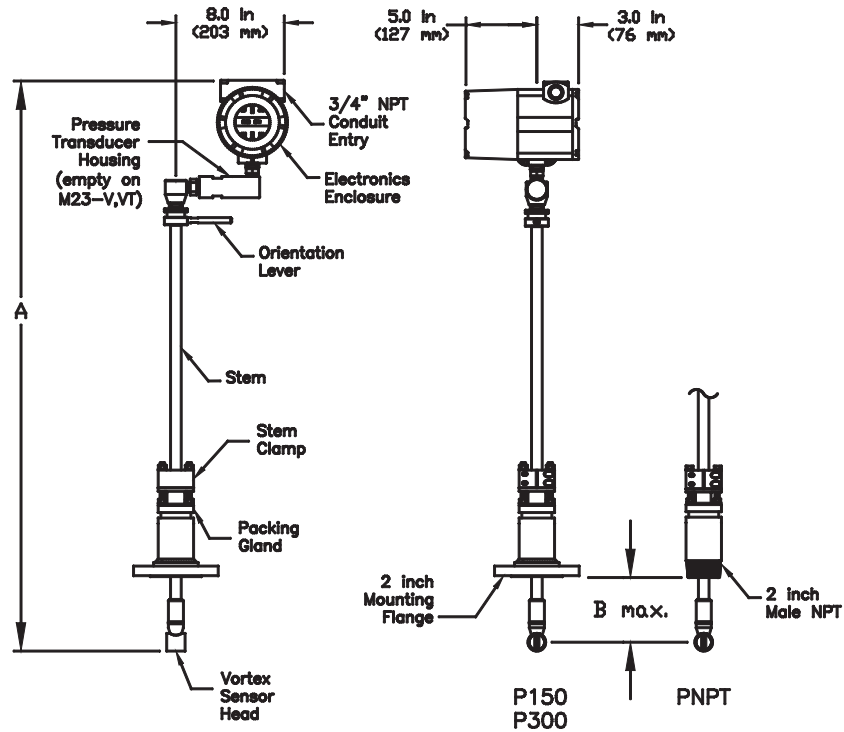 8.0 In
(203 mm)
5.0 In
(127 mm)
3.0 In
(76 mm)
3/4" NPT
Conduit
Entry
Pressure
Transducer
Housing
(empty on
M23-V,VT)
Electronics
Enclosure
Orientation
Lever
A
Stem
Stem
Clamp
Packing
Gland
2 inch
Mounting
Flange
B max.
2 inch
Male NPT
Vortex
Sensor
Head
P150
P300
PNPT